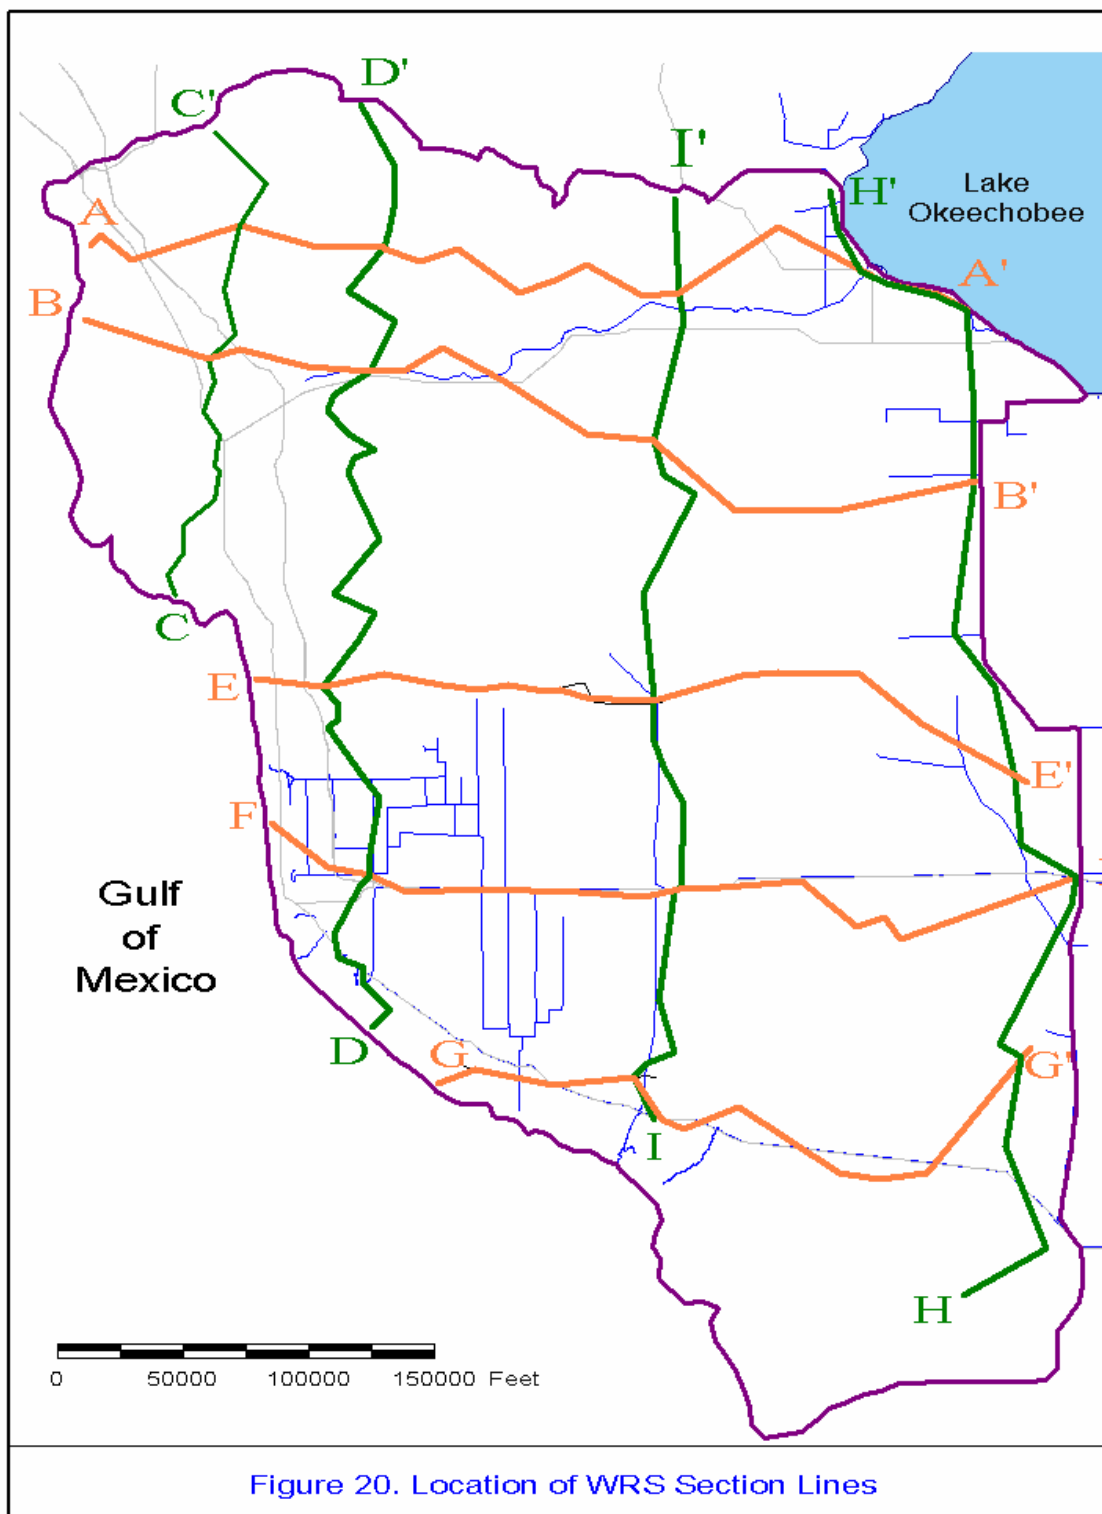 D'
C'
I'
H'
Lake
Okeechobee
A
A'
B
B'
C
E
E'
F
Gulf
of
Mexico
D
G
G'
I
H
0 50000 100000 150000 Feet
Figure 20. Location of WRS Section Lines